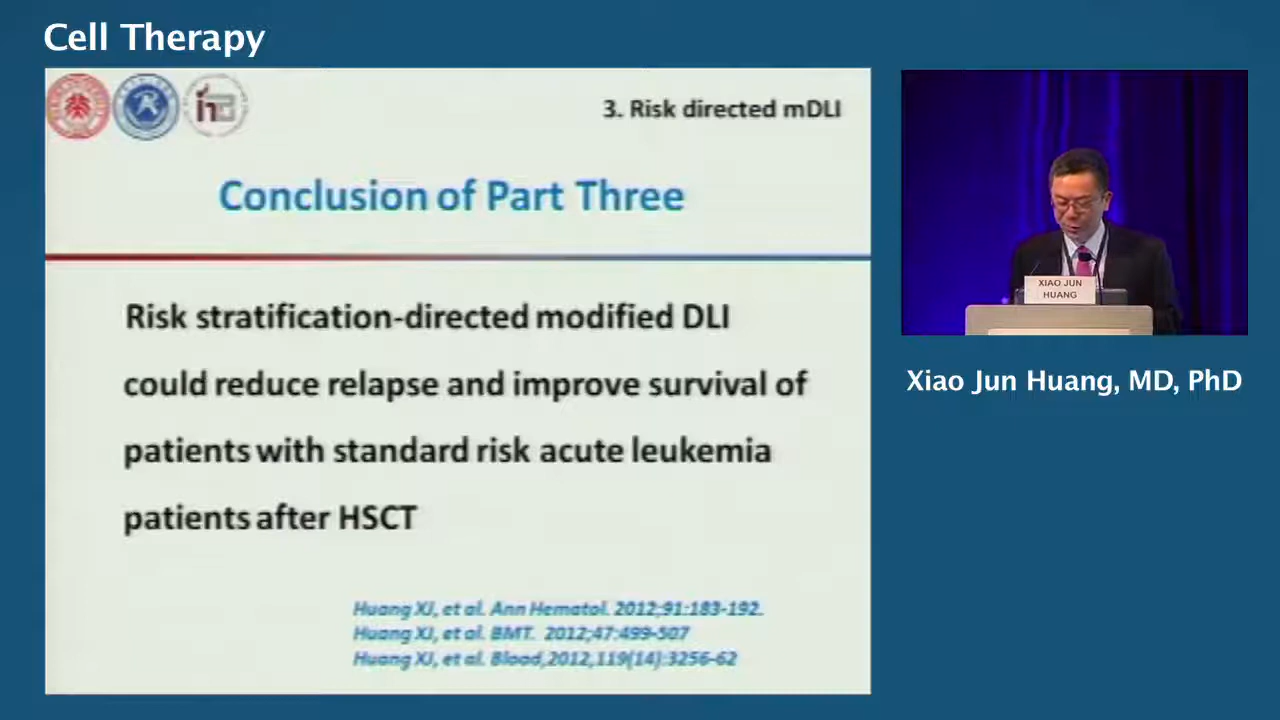 Cell Therapy
3. Risk directed mDLI
Conclusion of Part Three
Risk stratification-directed modified DLI
could reduce relapse and improve survival of
patients with standard risk acute leukemia
patients after HSCT
Huang XJ, et al. Ann Hematol. 2012;91:183-192.
Huang XJ, et al. BMT. 2012;47:499-507
Huang XJ, et al. Blood,2012,119(14):3256-62
XIAO JUN
HUANG
Xiao Jun Huang, MD, PhD